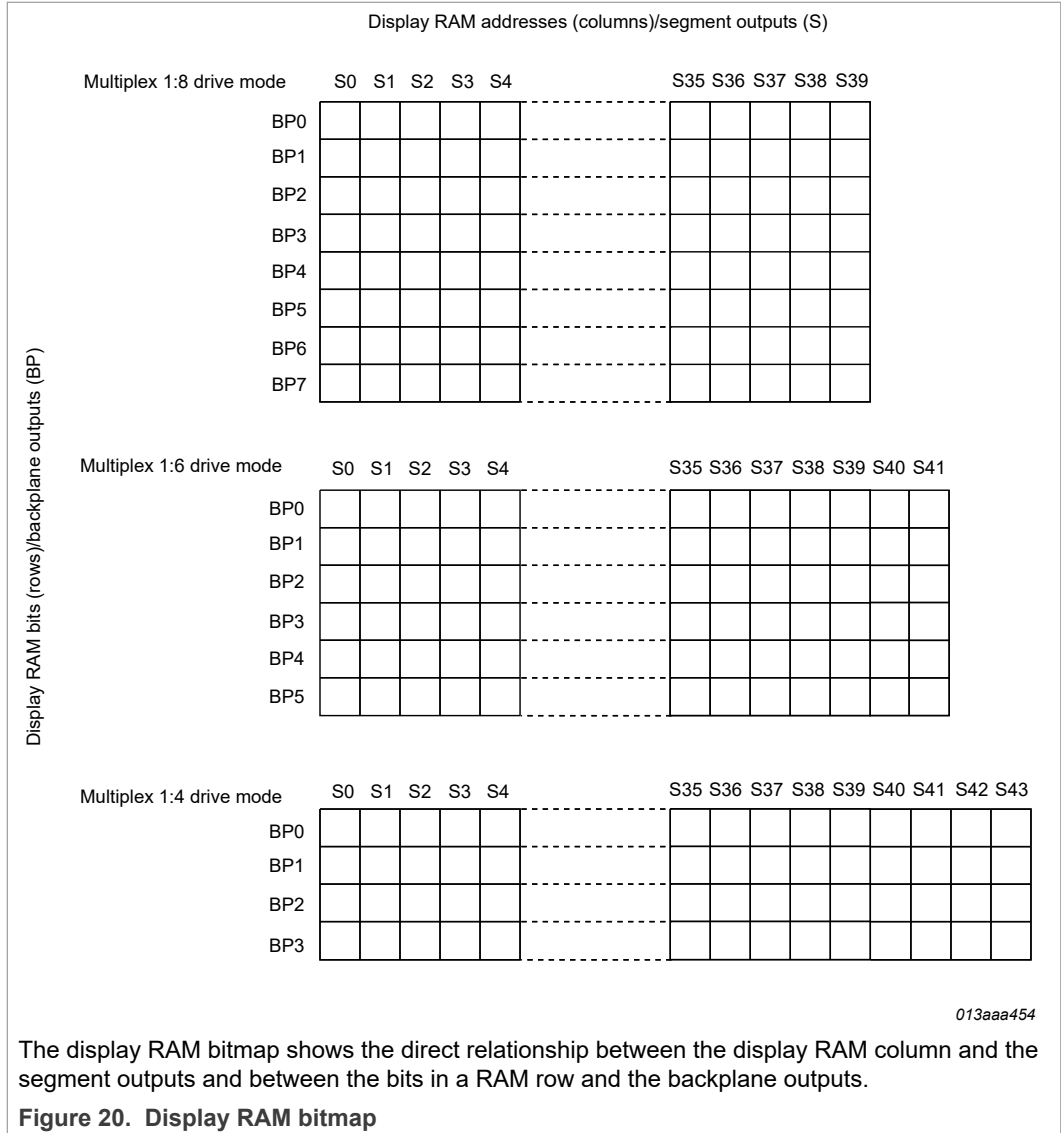 Display RAM addresses (columns)/segment outputs (S)
Display RAM bits (rows)/backplane outputs (BP)
Multiplex 1:8 drive mode S0 S1 S2 S3 S4 S35 S36 S37 S38 S39
BP0
BP1
BP2
BP3
BP4
BP5
BP6
BP7
Multiplex 1:6 drive mode S0 S1 S2 S3 S4 S35 S36 S37 S38 S39 S40 S41
BP0
BP1
BP2
BP3
BP4
BP5
Multiplex 1:4 drive mode S0 S1 S2 S3 S4 S35 S36 S37 S38 S39 S40 S41 S42 S43
BP0
BP1
BP2
BP3
013aaa454
The display RAM bitmap shows the direct relationship between the display RAM column and the
segment outputs and between the bits in a RAM row and the backplane outputs.
Figure 20. Display RAM bitmap